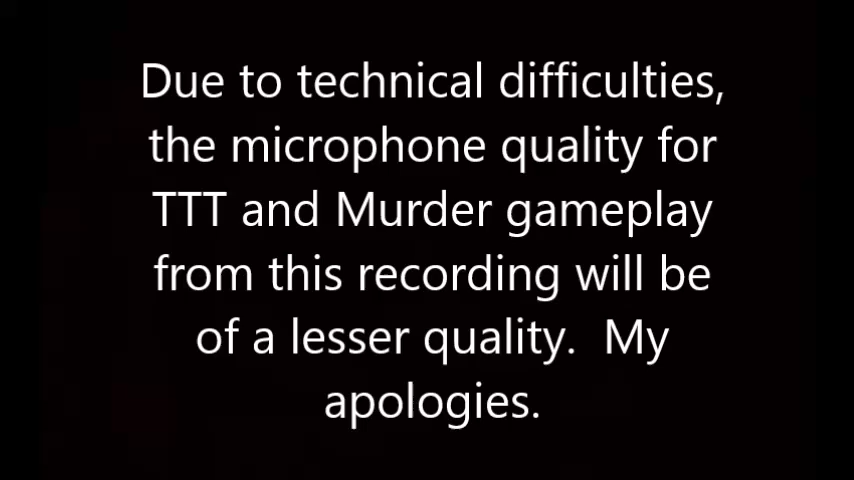 Due to technical difficulties,
the microphone quality for
TTT and Murder gameplay
from this recording will be
of a lesser quality.  My
apologies.